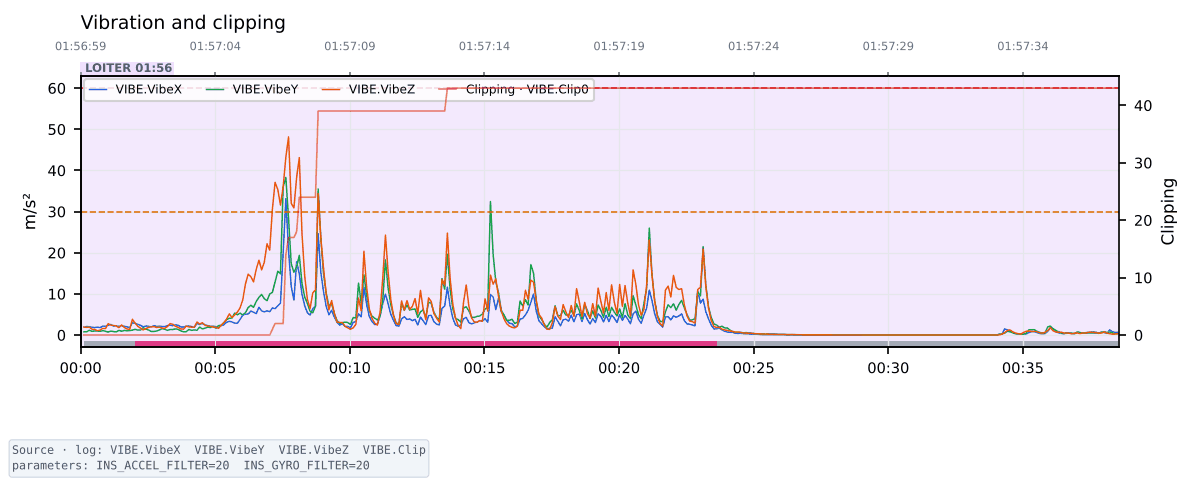 Vibration and clipping
01:56:59 01:57:04 01:57:09 01:57:14 01:57:19 01:57:24 01:57:29 01:57:34
LOITER 01:56
VIBE.VibeX VIBE.VibeY VIBE.VibeZ Clipping · VIBE.Clip0
60
50
40
30
20
10
0
m/s²
40
30
20
10
0
Clipping
00:00 00:05 00:10 00:15 00:20 00:25 00:30 00:35
Source · log: VIBE.VibeX VIBE.VibeY VIBE.VibeZ VIBE.Clip
parameters: INS_ACCEL_FILTER=20 INS_GYRO_FILTER=20